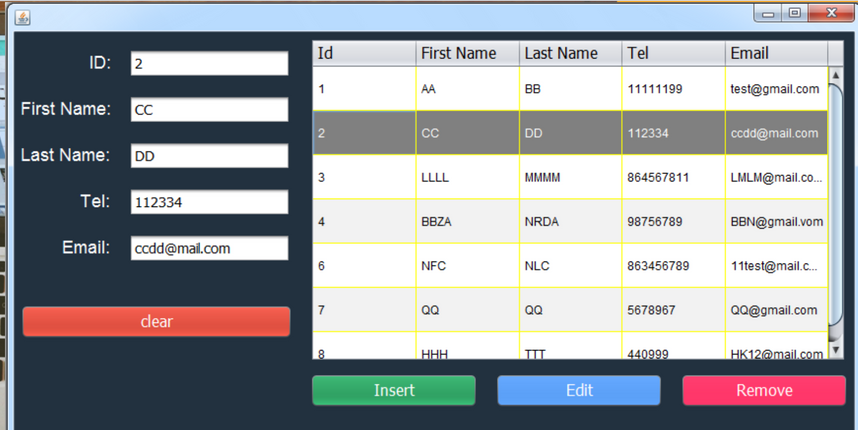 ID: 2
First Name: CC
Last Name: DD
Tel: 112334
Email: ccdd@mail.com
clear
Id First Name Last Name Tel Email
1 AA BB 11111199 test@gmail.com
2 CC DD 112334 ccdd@mail.com
3 LLLL MMMM 864567811 LMLM@mail.co...
4 BBZA NRDA 98756789 BBN@gmail.vom
6 NFC NLC 863456789 11test@mail.c...
7 QQ QQ 5678967 QQ@gmail.com
8 HHH TTT 440999 HK12@mail.com
Insert Edit Remove